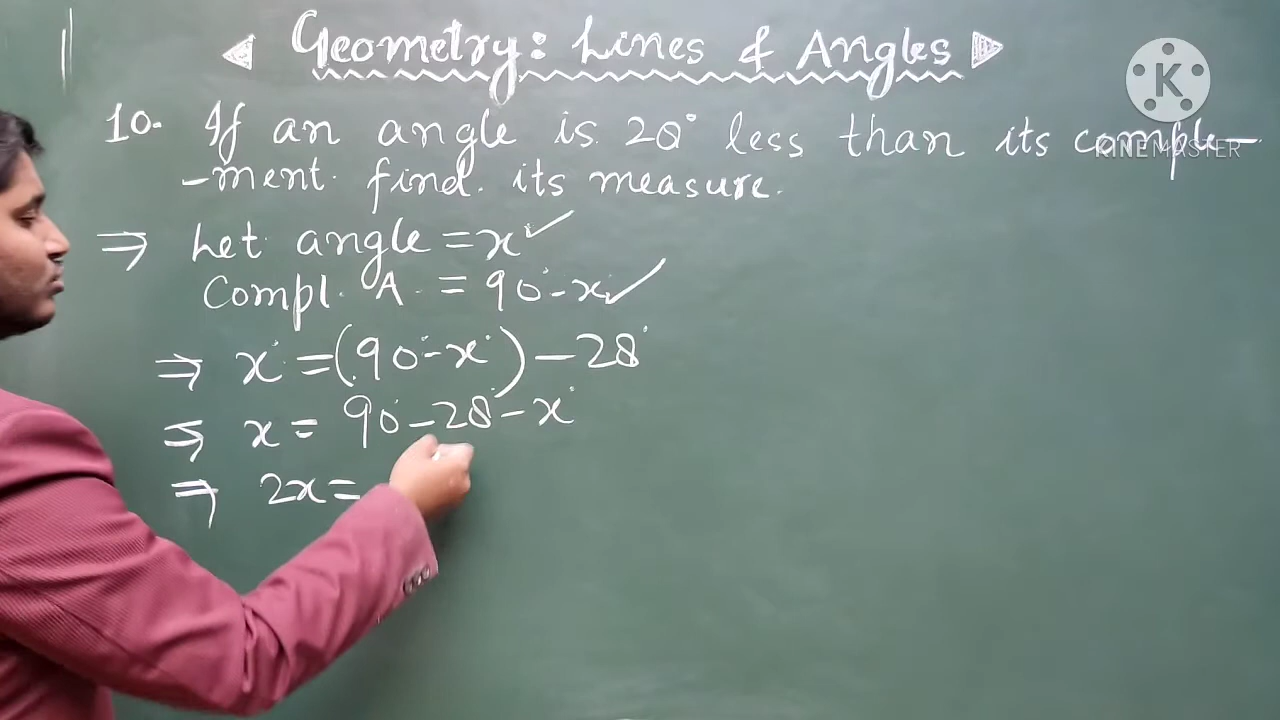 Geometry: Lines & Angles
K
KINEMASTER
10. If an angle is 28° less than its comple-
-ment find. its measure.
⇒ Let angle = x ✓
Compl. A. = 90° - x ✓
⇒ x° = (90° - x°) - 28°
⇒ x = 90° - 28° - x°
⇒ 2x =